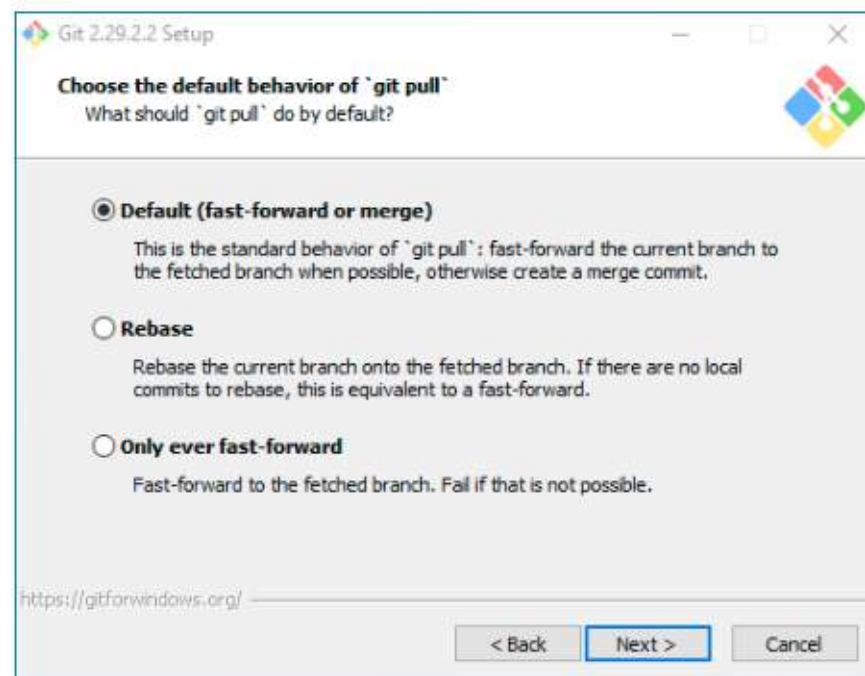 Git 2.29.2.2 Setup
Choose the default behavior of `git pull`
What should `git pull` do by default?
Default (fast-forward or merge)
This is the standard behavior of `git pull`: fast-forward the current branch to
the fetched branch when possible, otherwise create a merge commit.
Rebase
Rebase the current branch onto the fetched branch. If there are no local
commits to rebase, this is equivalent to a fast-forward.
Only ever fast-forward
Fast-forward to the fetched branch. Fail if that is not possible.
https://gitforwindows.org/
< Back Next > Cancel